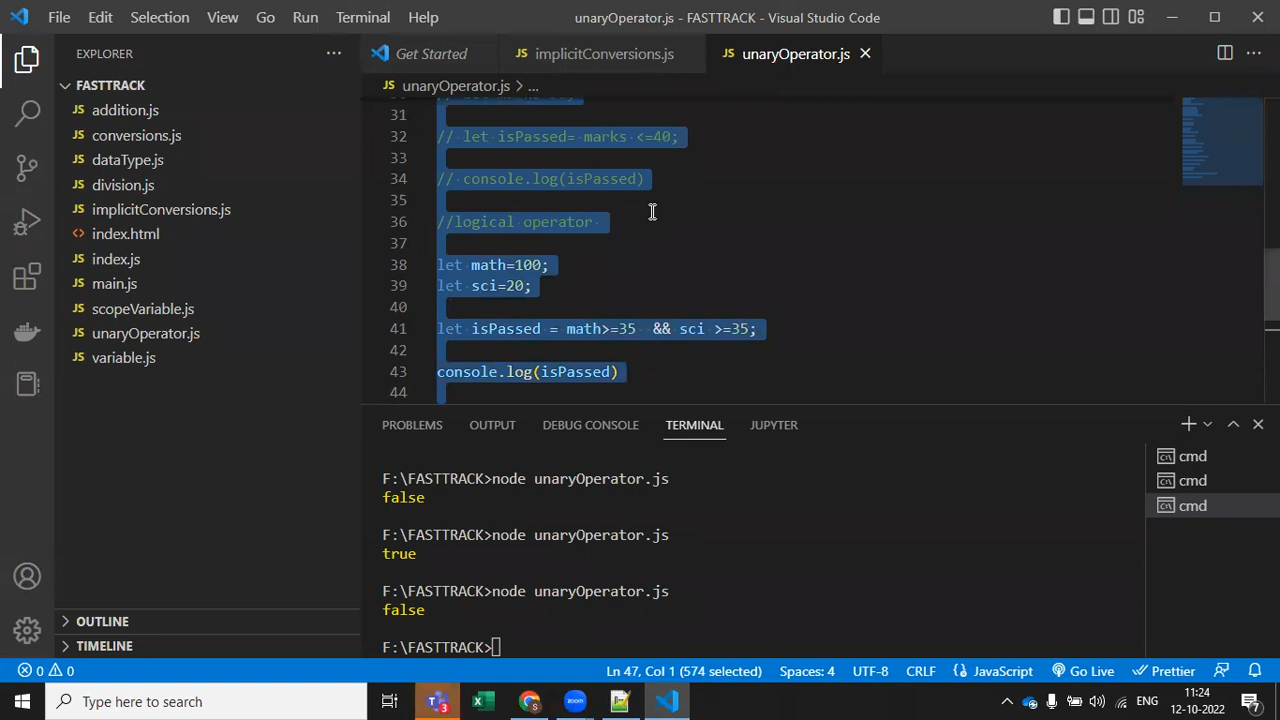 File Edit Selection View Go Run Terminal Help
unaryOperator.js - FASTTRACK - Visual Studio Code
EXPLORER
FASTTRACK
addition.js
conversions.js
dataType.js
division.js
implicitConversions.js
index.html
index.js
main.js
scopeVariable.js
unaryOperator.js
variable.js
OUTLINE
TIMELINE
Get Started
JS implicitConversions.js
JS unaryOperator.js
JS unaryOperator.js > ...
31
32 // let isPassed= marks <=40;
33
34 // console.log(isPassed)
35
36 //logical operator
37
38 let math=100;
39 let sci=20;
40
41 let isPassed = math>=35  && sci >=35;
42
43 console.log(isPassed)
44
PROBLEMS OUTPUT DEBUG CONSOLE TERMINAL JUPYTER
F:\FASTTRACK>node unaryOperator.js
false
F:\FASTTRACK>node unaryOperator.js
true
F:\FASTTRACK>node unaryOperator.js
false
F:\FASTTRACK>
cmd
cmd
cmd
0 0
Ln 47, Col 1 (574 selected) Spaces: 4 UTF-8 CRLF JavaScript Go Live Prettier
Type here to search
ENG
11:24
12-10-2022